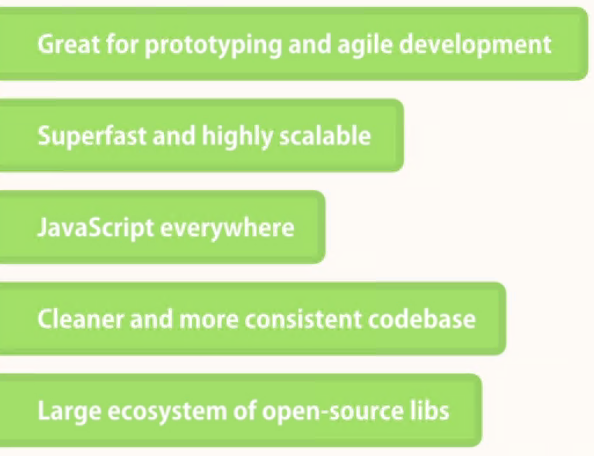 Great for prototyping and agile development
Superfast and highly scalable
JavaScript everywhere
Cleaner and more consistent codebase
Large ecosystem of open-source libs